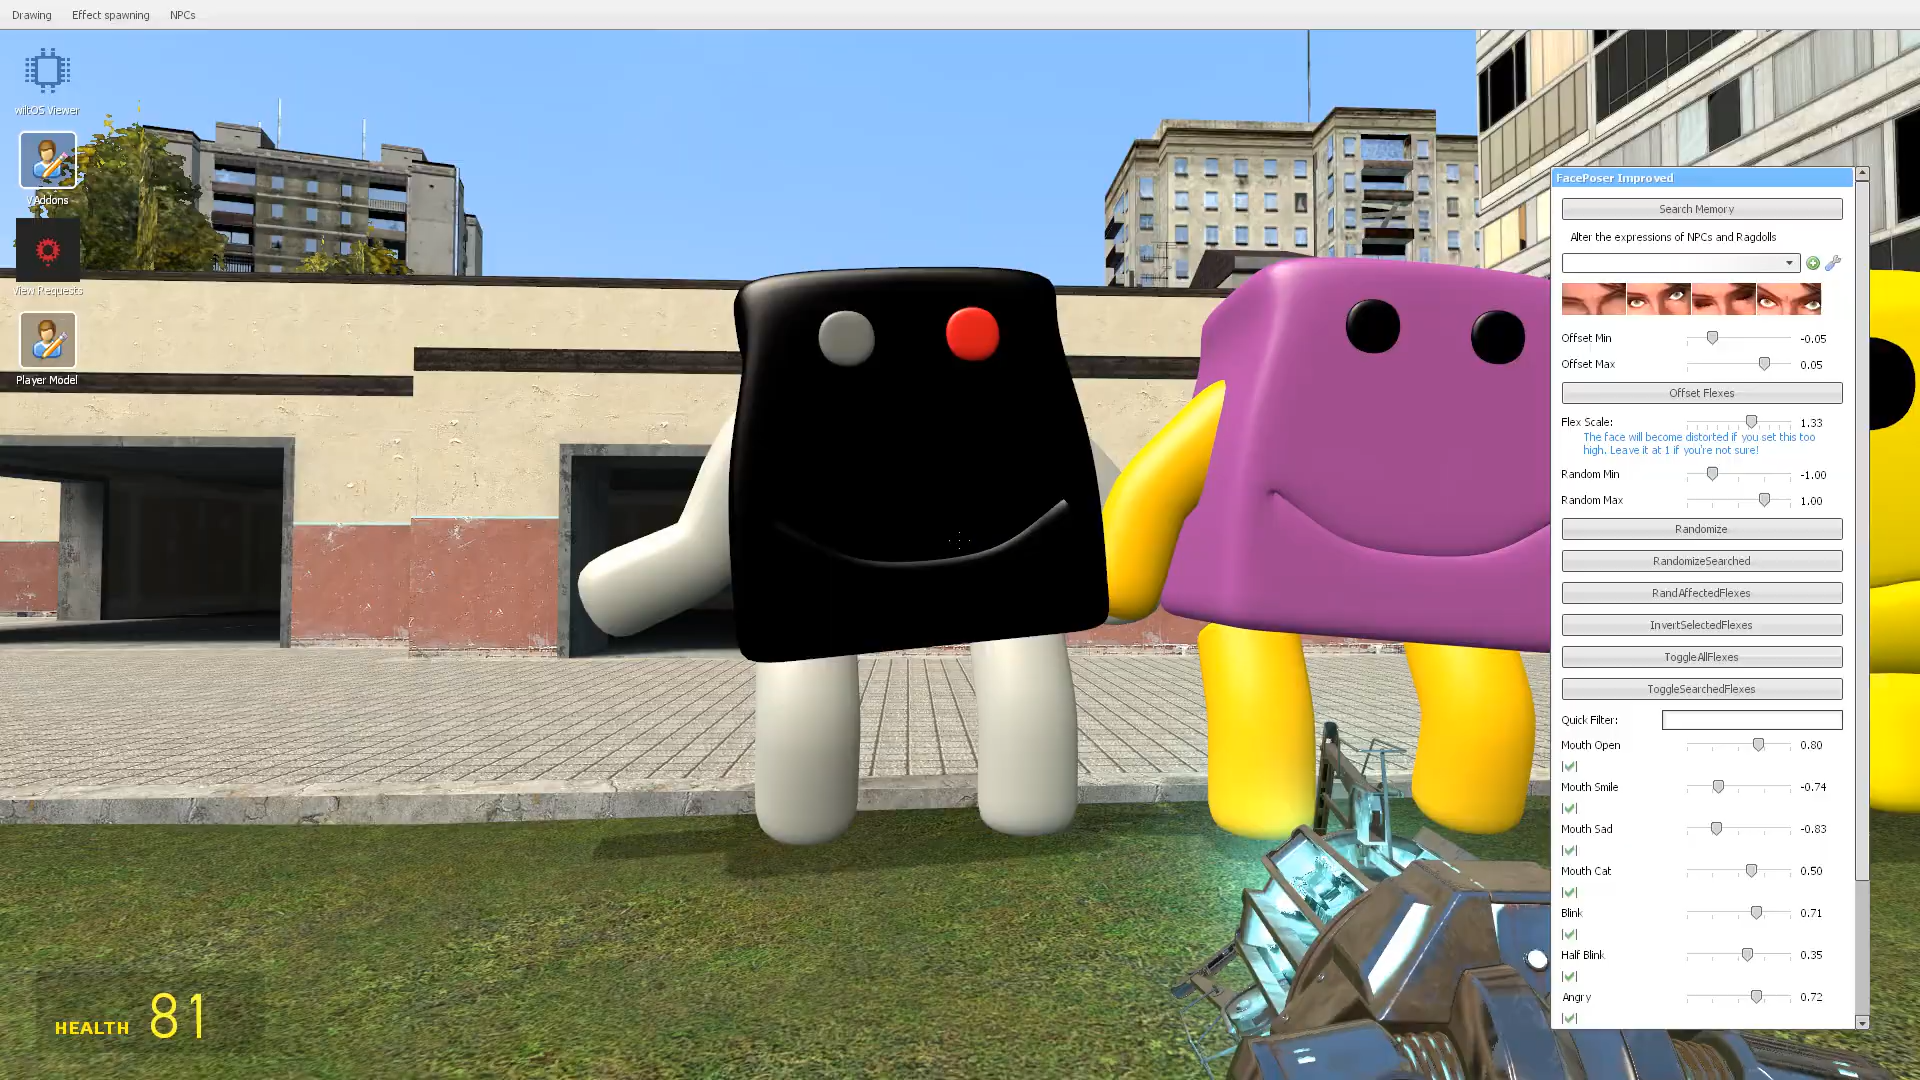 Drawing Effect spawning NPCs
wiltOS Viewer
VAddons
View Requests
Player Model
FacePoser Improved
Search Memory
Alter the expressions of NPCs and Ragdolls
Offset Min -0.05
Offset Max 0.05
Offset Flexes
Flex Scale: 1.33
The face will become distorted if you set this too
high. Leave it at 1 if you're not sure!
Random Min -1.00
Random Max 1.00
Randomize
RandomizeSearched
RandAffectedFlexes
InvertSelectedFlexes
ToggleAllFlexes
ToggleSearchedFlexes
Quick Filter:
Mouth Open 0.80
Mouth Smile -0.74
Mouth Sad -0.83
Mouth Cat 0.50
Blink 0.71
Half Blink 0.35
Angry 0.72
HEALTH 81